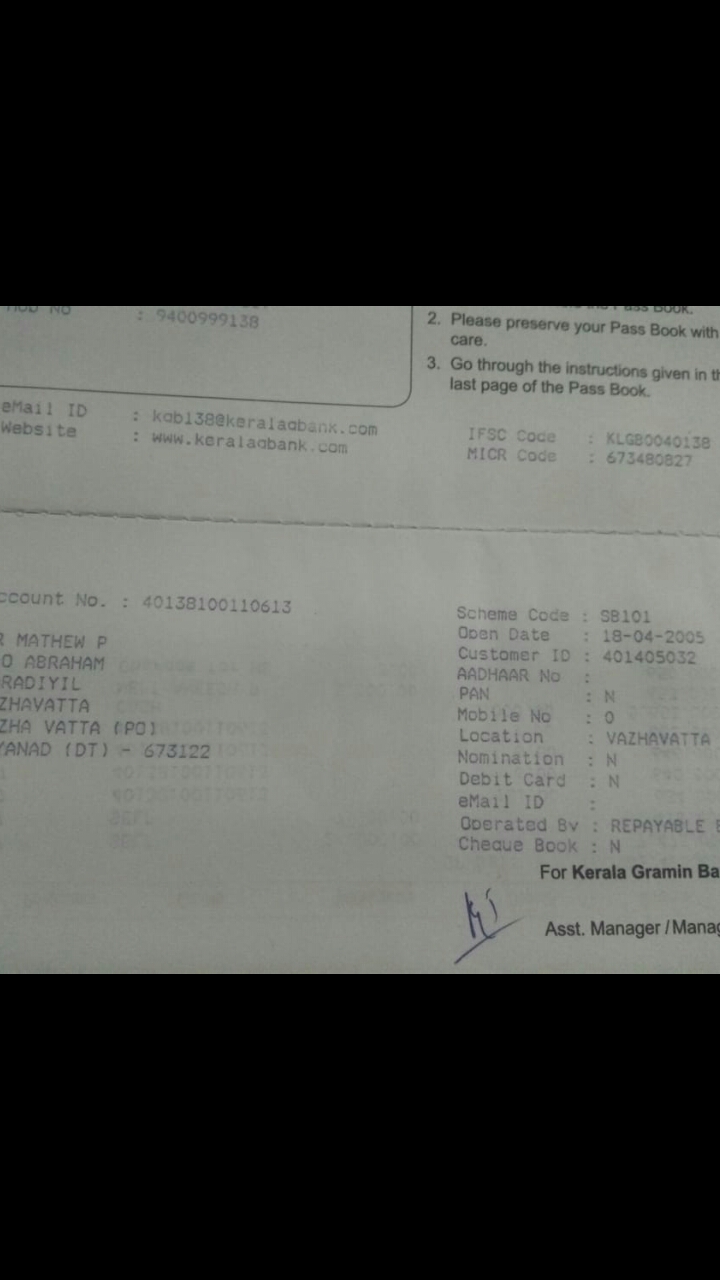 : 9400999138
2. Please preserve your Pass Book with
care.
3. Go through the instructions given in
last page of the Pass Book.
eMail ID : kgb138@keralagbank.com
Website : www.keralagbank.com
IFSC Code : KLGB0040138
MICR Code : 673480827
ccount No. : 40138100110613
R MATHEW P
O ABRAHAM
RADIYIL
ZHAVATTA
ZHA VATTA (PO)
YANAD (DT) - 673122
Scheme Code : SB101
Open Date : 18-04-2005
Customer ID : 401405032
AADHAAR No :
PAN : N
Mobile No : 0
Location : VAZHAVATTA
Nomination : N
Debit Card : N
eMail ID :
Operated By : REPAYABLE
Cheque Book : N
For Kerala Gramin Ba
Asst. Manager / Manag